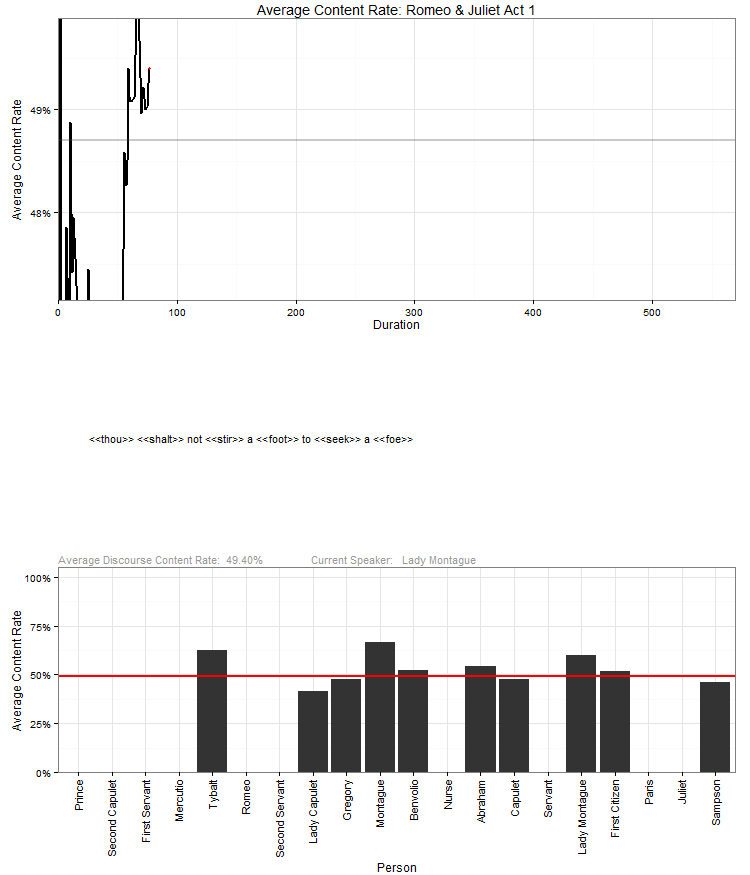 Average Content Rate: Romeo & Juliet Act 1
Average Content Rate
49%
48%
0 100 200 300 400 500
Duration
<<thou>> <<shalt>> not <<stir>> a <<foot>> to <<seek>> a <<foe>>
Average Discourse Content Rate: 49.40% Current Speaker: Lady Montague
Average Content Rate
100%
75%
50%
25%
0%
Prince
Second Capulet
First Servant
Mercutio
Tybalt
Romeo
Second Servant
Lady Capulet
Gregory
Montague
Benvolio
Nurse
Abraham
Capulet
Servant
Lady Montague
First Citizen
Paris
Juliet
Sampson
Person